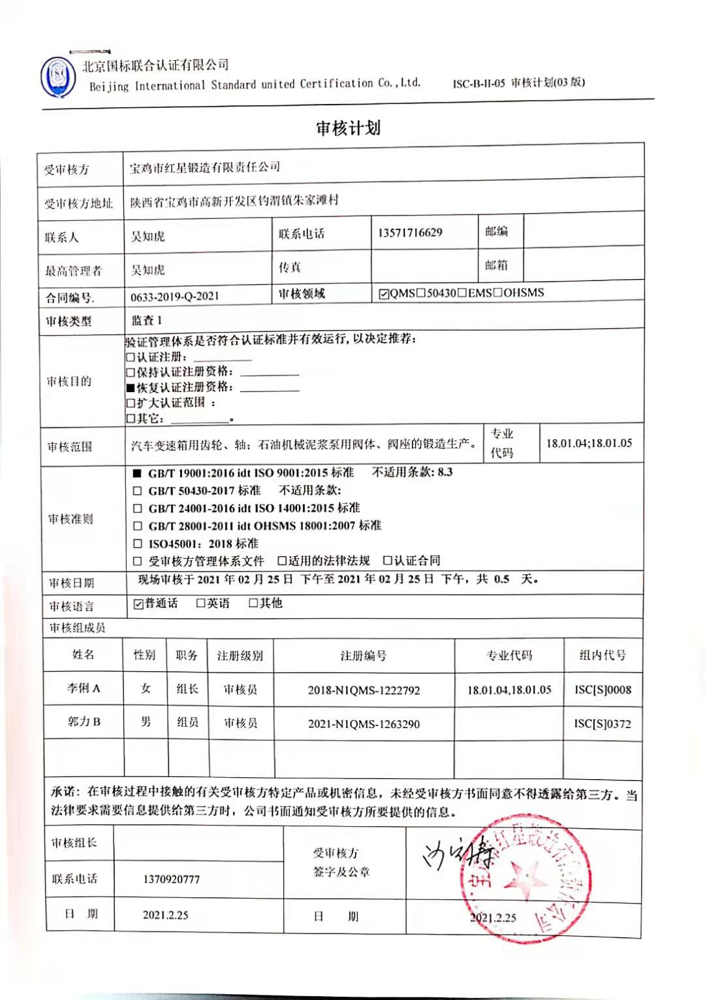 北京国标联合认证有限公司
Beijing International Standard united Certification Co.,Ltd. ISC-B-II-05 审核计划(03 版)
审核计划
受审核方 宝鸡市红星锻造有限责任公司
受审核方地址 陕西省宝鸡市高新开发区钓渭镇朱家滩村
联系人 吴知虎 联系电话 13571716629 邮编
最高管理者 吴知虎 传真 邮箱
合同编号. 0633-2019-Q-2021 审核领域 ☑QMS□50430□EMS□OHSMS
审核类型 监查 1
审核目的 验证管理体系是否符合认证标准并有效运行,以决定推荐：
□认证注册：
□保持认证注册资格：
■恢复认证注册资格：
□扩大认证范围 ：
□其它： 。
审核范围 汽车变速箱用齿轮、轴；石油机械泥浆泵用阀体、阀座的锻造生产。 专业代码 18.01.04;18.01.05
审核准则 ■ GB/T 19001:2016 idt ISO 9001:2015 标准 不适用条款: 8.3
□ GB/T 50430-2017 标准 不适用条款:
□ GB/T 24001-2016 idt ISO 14001:2015 标准
□ GB/T 28001-2011 idt OHSMS 18001:2007 标准
□ ISO45001：2018 标准
□ 受审核方管理体系文件 □适用的法律法规 □认证合同
审核日期 现场审核于 2021 年 02 月 25 日 下午至 2021 年 02 月 25 日 下午，共 0.5 天。
审核语言 ☑普通话 □英语 □其他
审核组成员
姓名 性别 职务 注册级别 注册编号 专业代码 组内代号
李俐 A 女 组长 审核员 2018-N1QMS-1222792 18.01.04,18.01.05 ISC[S]0008
郭力 B 男 组员 审核员 2021-N1QMS-1263290 ISC[S]0372
承诺：在审核过程中接触的有关受审核方特定产品或机密信息，未经受审核方书面同意不得透露给第三方。当
法律要求需要信息提供给第三方时，公司书面通知受审核方所要提供的信息。
审核组长 受审核方
签字及公章
联系电话 1370920777
日 期 2021.2.25 日 期 2021.2.25